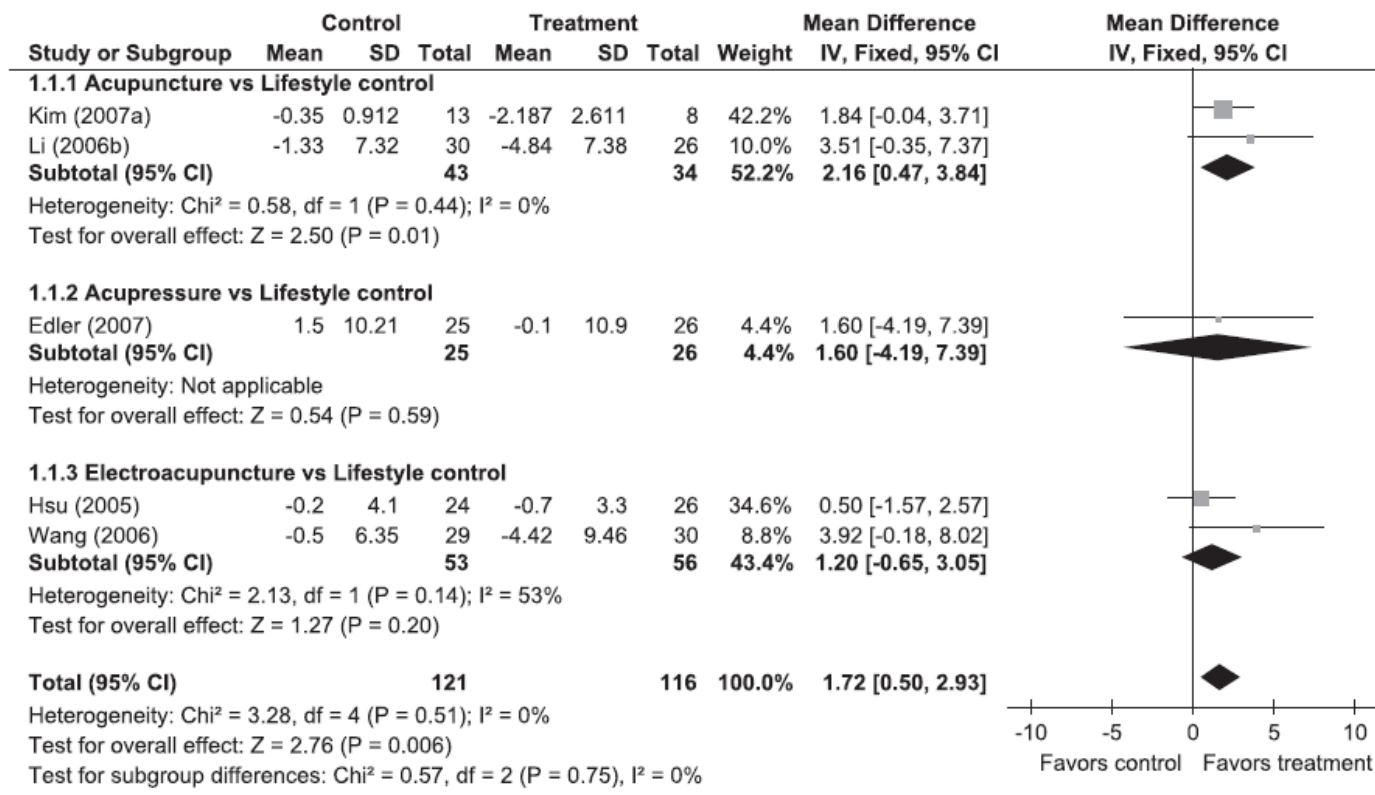 Control Treatment Mean Difference Mean Difference
Study or Subgroup Mean SD Total Mean SD Total Weight IV, Fixed, 95% CI IV, Fixed, 95% CI
1.1.1 Acupuncture vs Lifestyle control
Kim (2007a) -0.35 0.912 13 -2.187 2.611 8 42.2% 1.84 [-0.04, 3.71]
Li (2006b) -1.33 7.32 30 -4.84 7.38 26 10.0% 3.51 [-0.35, 7.37]
Subtotal (95% CI) 43 34 52.2% 2.16 [0.47, 3.84]
Heterogeneity: Chi² = 0.58, df = 1 (P = 0.44); I² = 0%
Test for overall effect: Z = 2.50 (P = 0.01)
1.1.2 Acupressure vs Lifestyle control
Edler (2007) 1.5 10.21 25 -0.1 10.9 26 4.4% 1.60 [-4.19, 7.39]
Subtotal (95% CI) 25 26 4.4% 1.60 [-4.19, 7.39]
Heterogeneity: Not applicable
Test for overall effect: Z = 0.54 (P = 0.59)
1.1.3 Electroacupuncture vs Lifestyle control
Hsu (2005) -0.2 4.1 24 -0.7 3.3 26 34.6% 0.50 [-1.57, 2.57]
Wang (2006) -0.5 6.35 29 -4.42 9.46 30 8.8% 3.92 [-0.18, 8.02]
Subtotal (95% CI) 53 56 43.4% 1.20 [-0.65, 3.05]
Heterogeneity: Chi² = 2.13, df = 1 (P = 0.14); I² = 53%
Test for overall effect: Z = 1.27 (P = 0.20)
Total (95% CI) 121 116 100.0% 1.72 [0.50, 2.93]
Heterogeneity: Chi² = 3.28, df = 4 (P = 0.51); I² = 0%
Test for overall effect: Z = 2.76 (P = 0.006)
Test for subgroup differences: Chi² = 0.57, df = 2 (P = 0.75), I² = 0%
-10 -5 0 5 10
Favors control Favors treatment